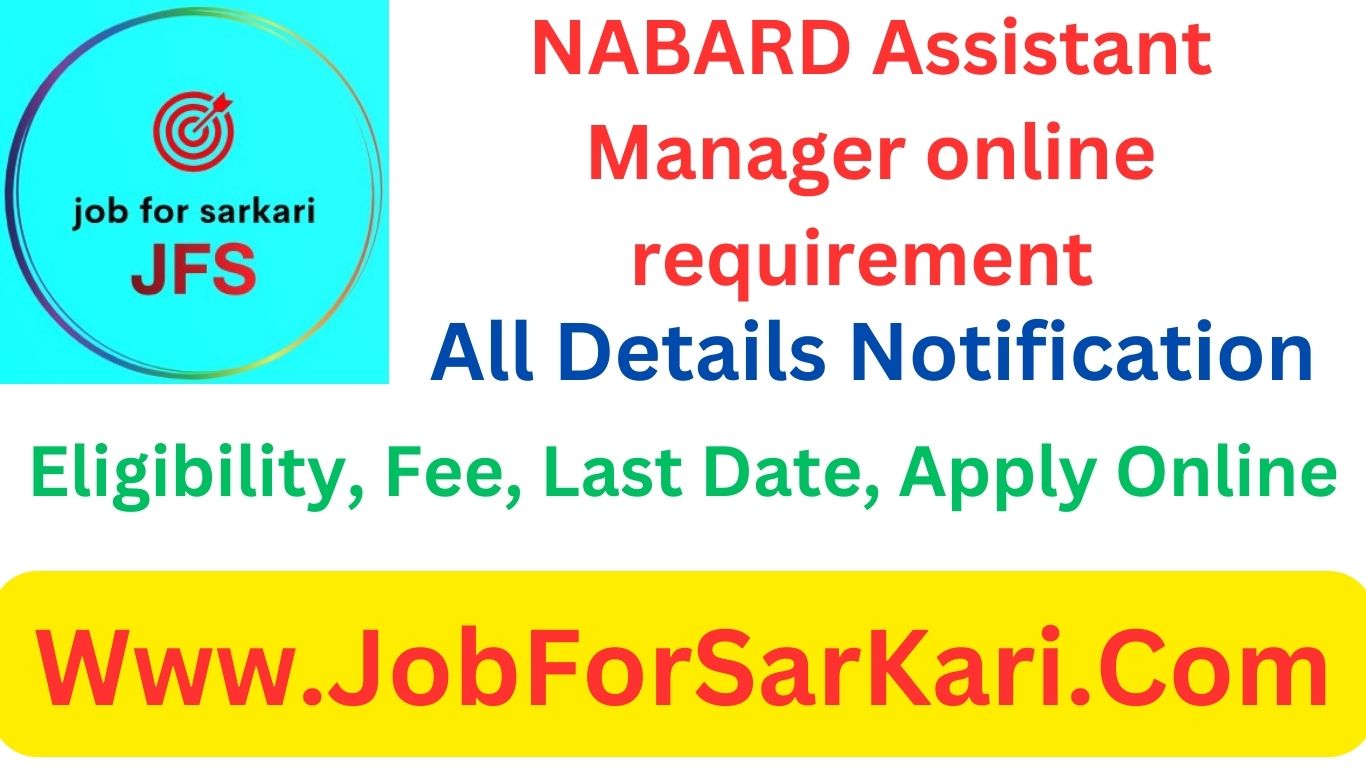 job for sarkari
JFS
NABARD Assistant
Manager online
requirement
All Details Notification
Eligibility, Fee, Last Date, Apply Online
Www.JobForSarKari.Com